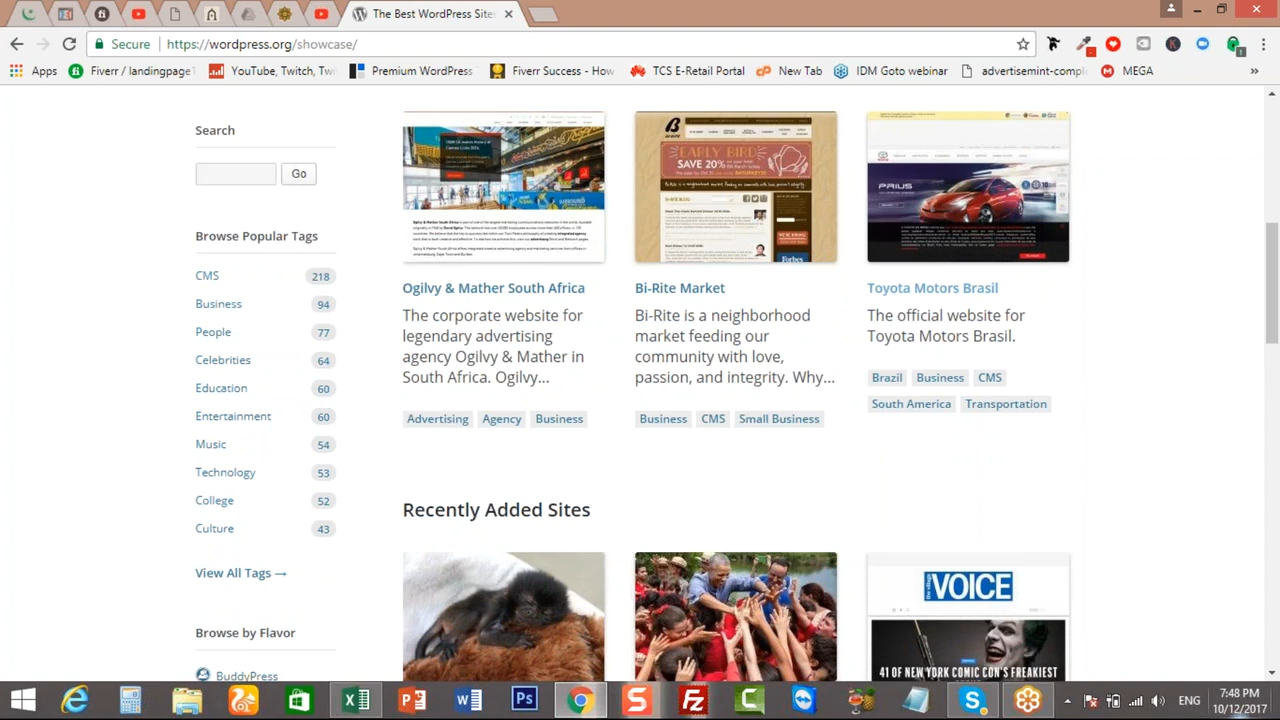 The Best WordPress Site
Secure
https://wordpress.org/showcase/
Apps
Fiverr / landingpage
YouTube, Twitch, Tw
Premium WordPress
Fiverr Success - How
TCS E-Retail Portal
New Tab
IDM Goto webinar
advertisemint-comple
MEGA
»
Search
Go
Browse Popular Tags
CMS 218
Business 94
People 77
Celebrities 64
Education 60
Entertainment 60
Music 54
Technology 53
College 52
Culture 43
View All Tags →
Browse by Flavor
BuddyPress
EARLY BIRD
SAVE 20%
PRIUS
Forbes
Ogilvy & Mather South Africa
The corporate website for
legendary advertising
agency Ogilvy & Mather in
South Africa. Ogilvy...
Advertising Agency Business
Bi-Rite Market
Bi-Rite is a neighborhood
market feeding our
community with love,
passion, and integrity. Why...
Business CMS Small Business
Toyota Motors Brasil
The official website for
Toyota Motors Brasil.
Brazil Business CMS
South America Transportation
Recently Added Sites
the village
VOICE
41 OF NEW YORK COMIC CON'S FREAKIEST
ENG
7:48 PM
10/12/2017